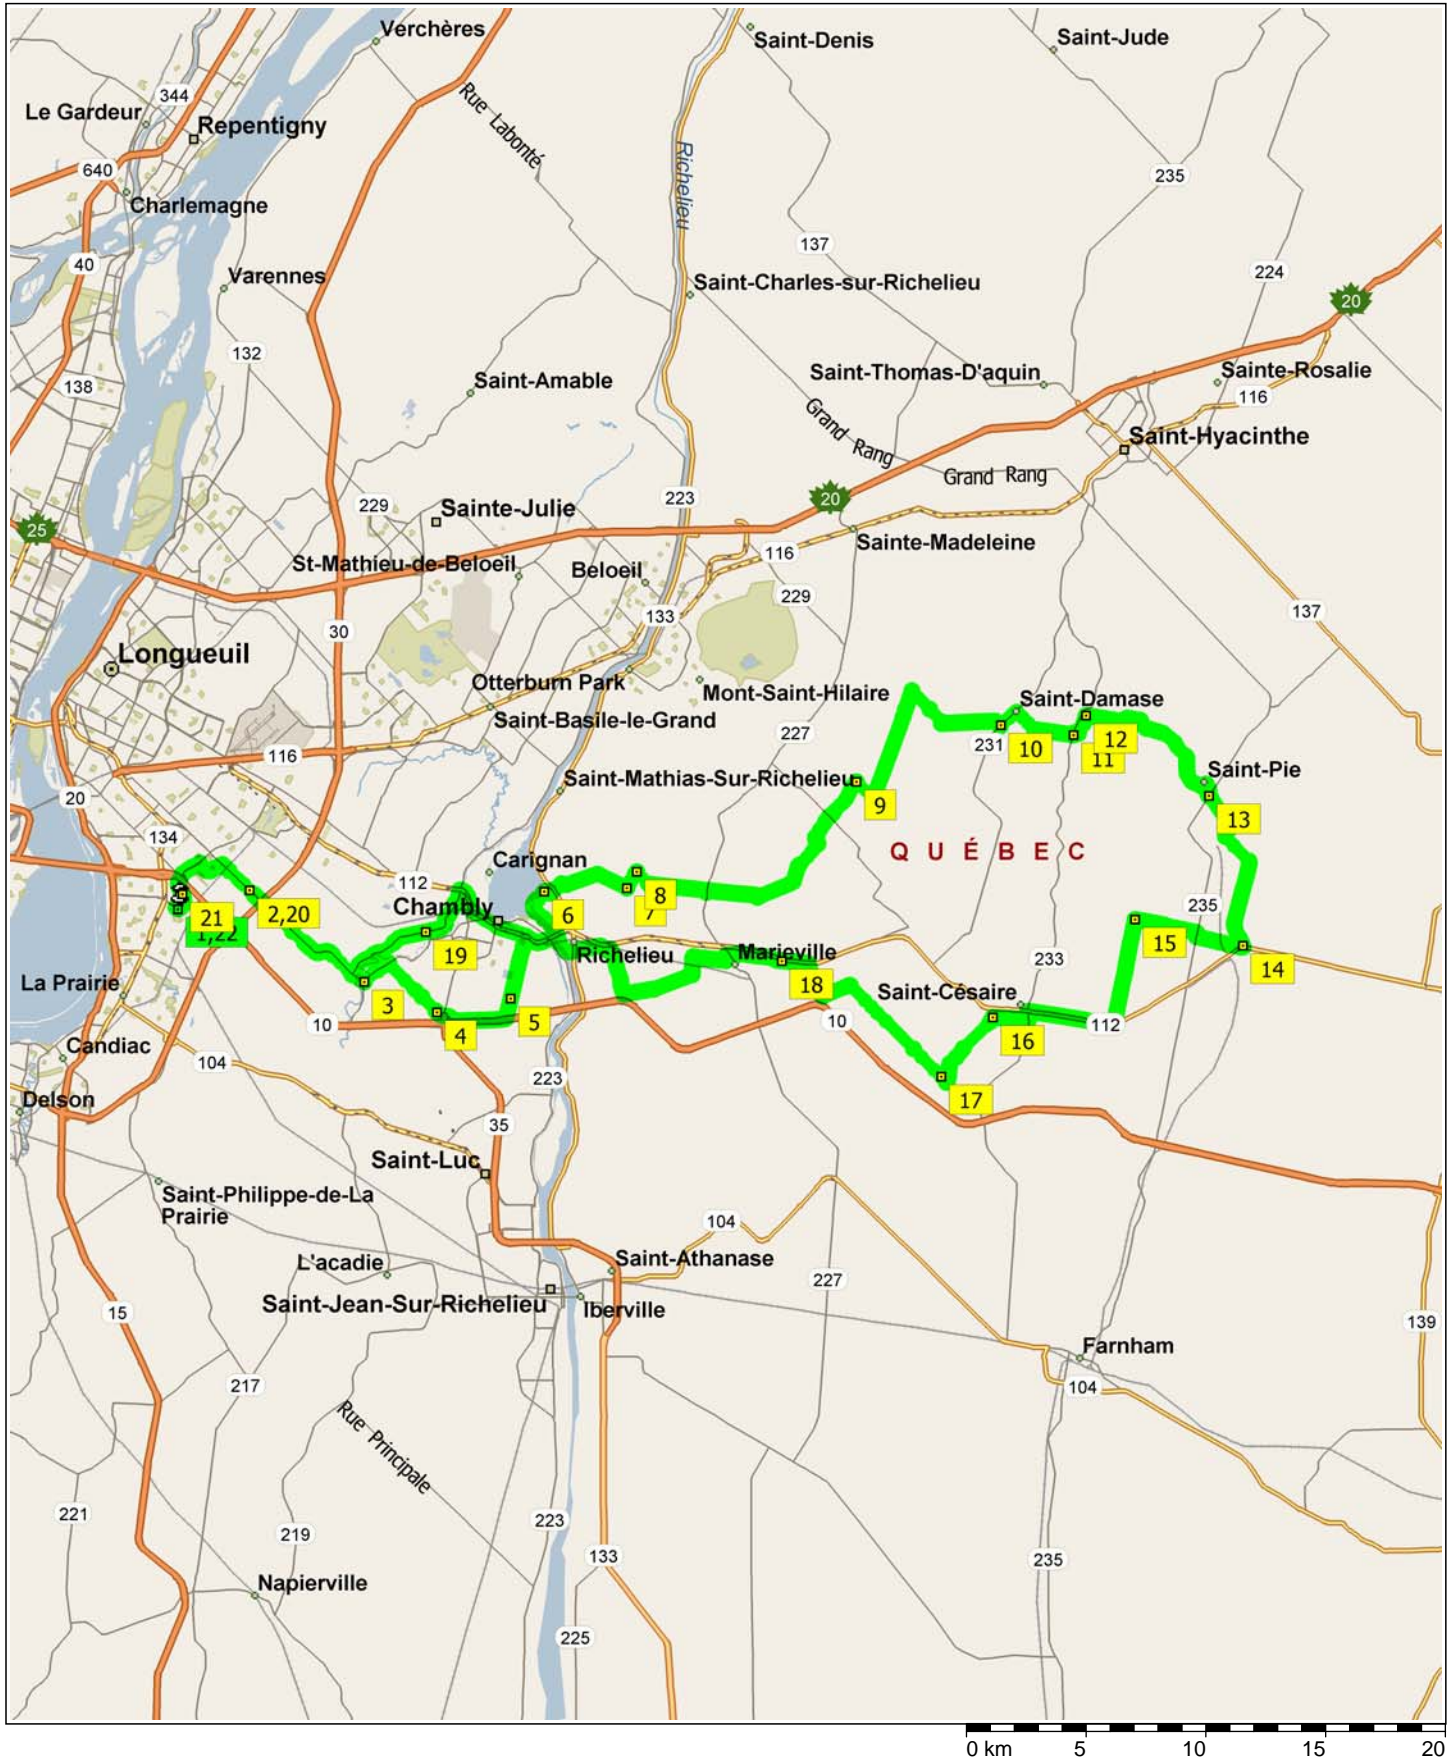 Verchères
Saint-Denis
Saint-Jude
344
Le Gardeur
Rue Labonté
Repentigny
Richelieu
640
235
Charlemagne
137
40
224
Varennes
Saint-Charles-sur-Richelieu
20
132
Saint-Thomas-D'aquin
Sainte-Rosalie
138
Saint-Amable
116
Grand Rang
Saint-Hyacinthe
Grand Rang
229
223
20
Sainte-Julie
25
Sainte-Madeleine
116
St-Mathieu-de-Beloeil
Beloeil
229
133
137
30
Longueuil
Otterburn Park
Mont-Saint-Hilaire
Saint-Damase
Saint-Basile-le-Grand
227
12
231
10
11
116
Saint-Pie
Saint-Mathias-Sur-Richelieu
20
9
13
134
QUÉBEC
Carignan
112
8
7
Chambly
235
21
2,20
6
1,22
15
19
Richelieu
Marieville
233
14
La Prairie
18
Saint-Césaire
3
10
5
10
112
4
16
Candiac
104
223
Delson
17
35
Saint-Luc
Saint-Philippe-de-La
Prairie
104
L'acadie
Saint-Athanase
227
Saint-Jean-Sur-Richelieu
Iberville
15
139
Farnham
217
104
Rue Principale
221
223
219
133
235
Napierville
225
0 km 5 10 15 20